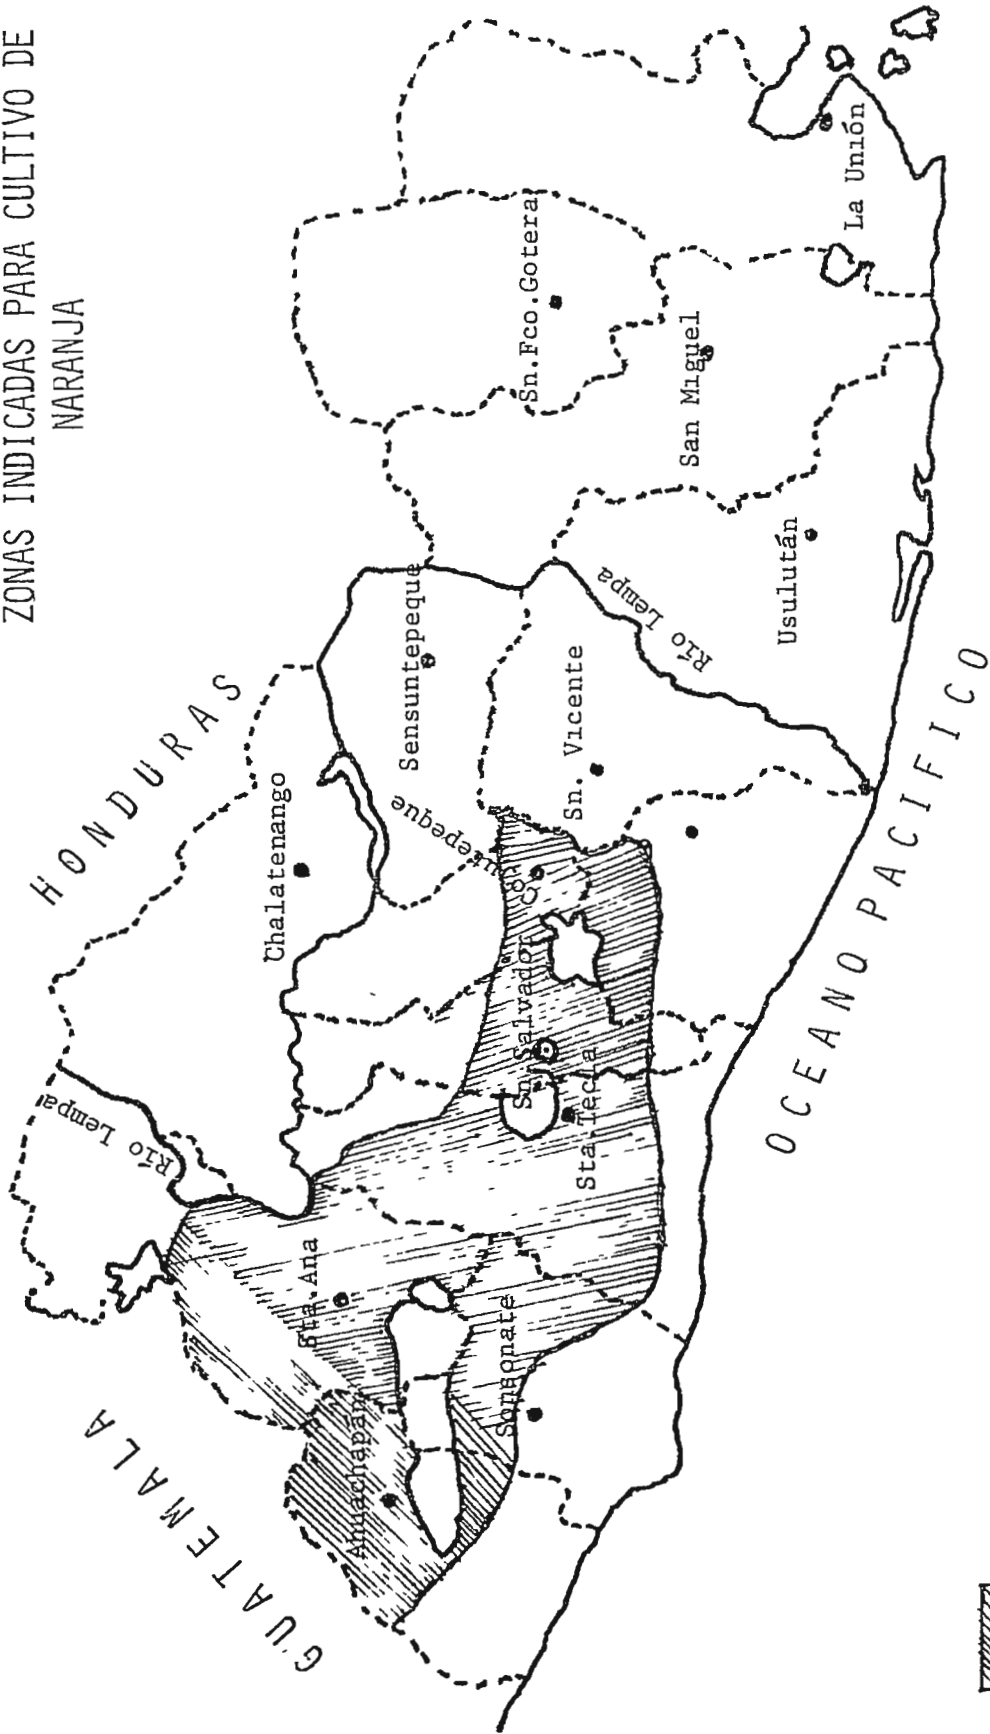 ZONAS INDICADAS PARA CULTIVO DE
NARANJA
HONDURAS
GUATEMALA
Río Lempa
Chalatenango
Sta.Ana
Ahuachapán
Sensuntepeque
Sn.Fco.Gotera
Sn.Salvador
Sta.Tecla
Sonsonate
Sn. Vicente
Río Lempa
San Miguel
Usulután
La Unión
OCEANO PACIFICO